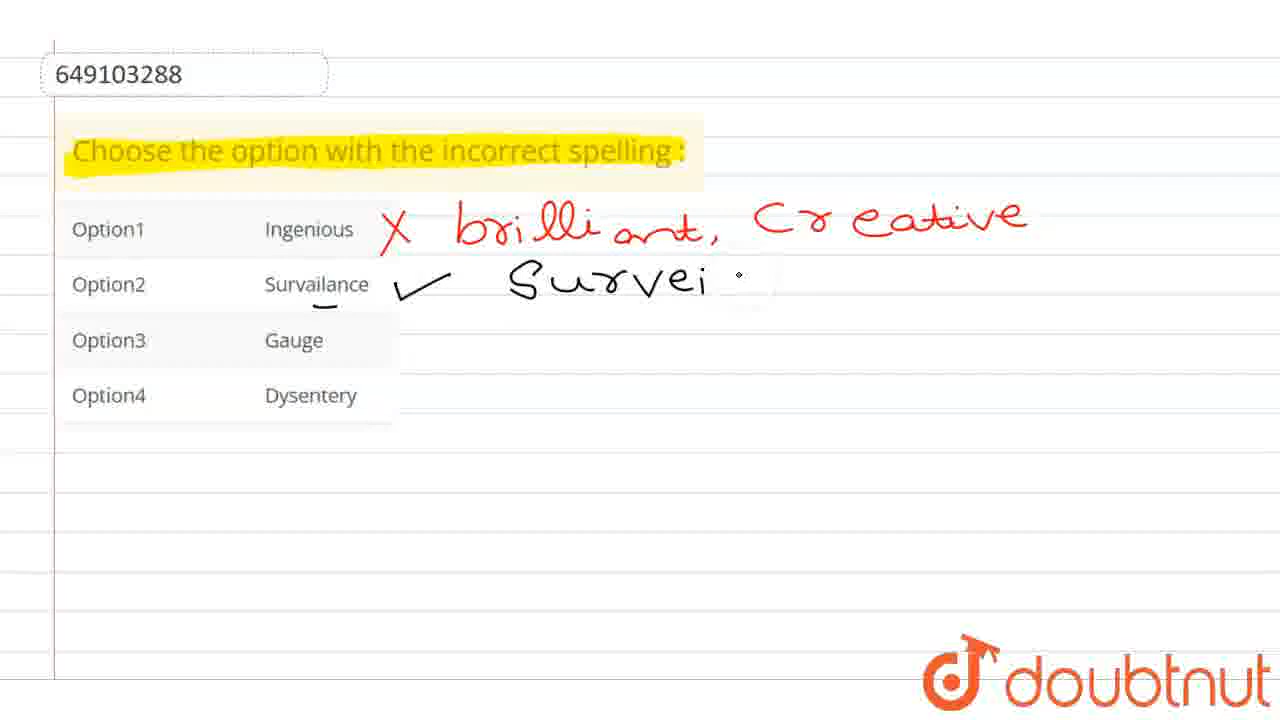 649103288
Choose the option with the incorrect spelling :
Option1 Ingenious X brilliant, Creative
Option2 Survailance ✓ Survei
Option3 Gauge
Option4 Dysentery
doubtnut